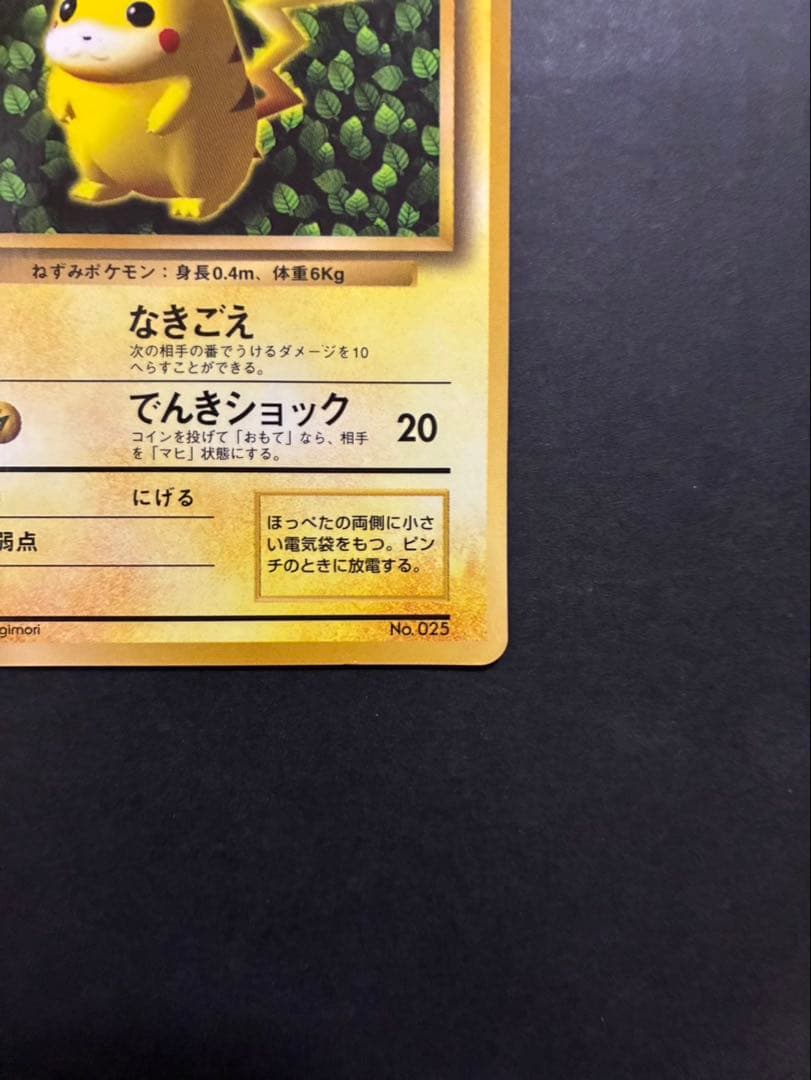 ねずみポケモン：身長0.4m、体重6Kg
なきごえ
次の相手の番でうけるダメージを10
へらすことができる。
でんきショック 20
コインを投げて「おもて」なら、相手
を「マヒ」状態にする。
にげる
弱点
ほっぺたの両側に小さ
い電気袋をもつ。ピン
チのときに放電する。
gimori
No. 025